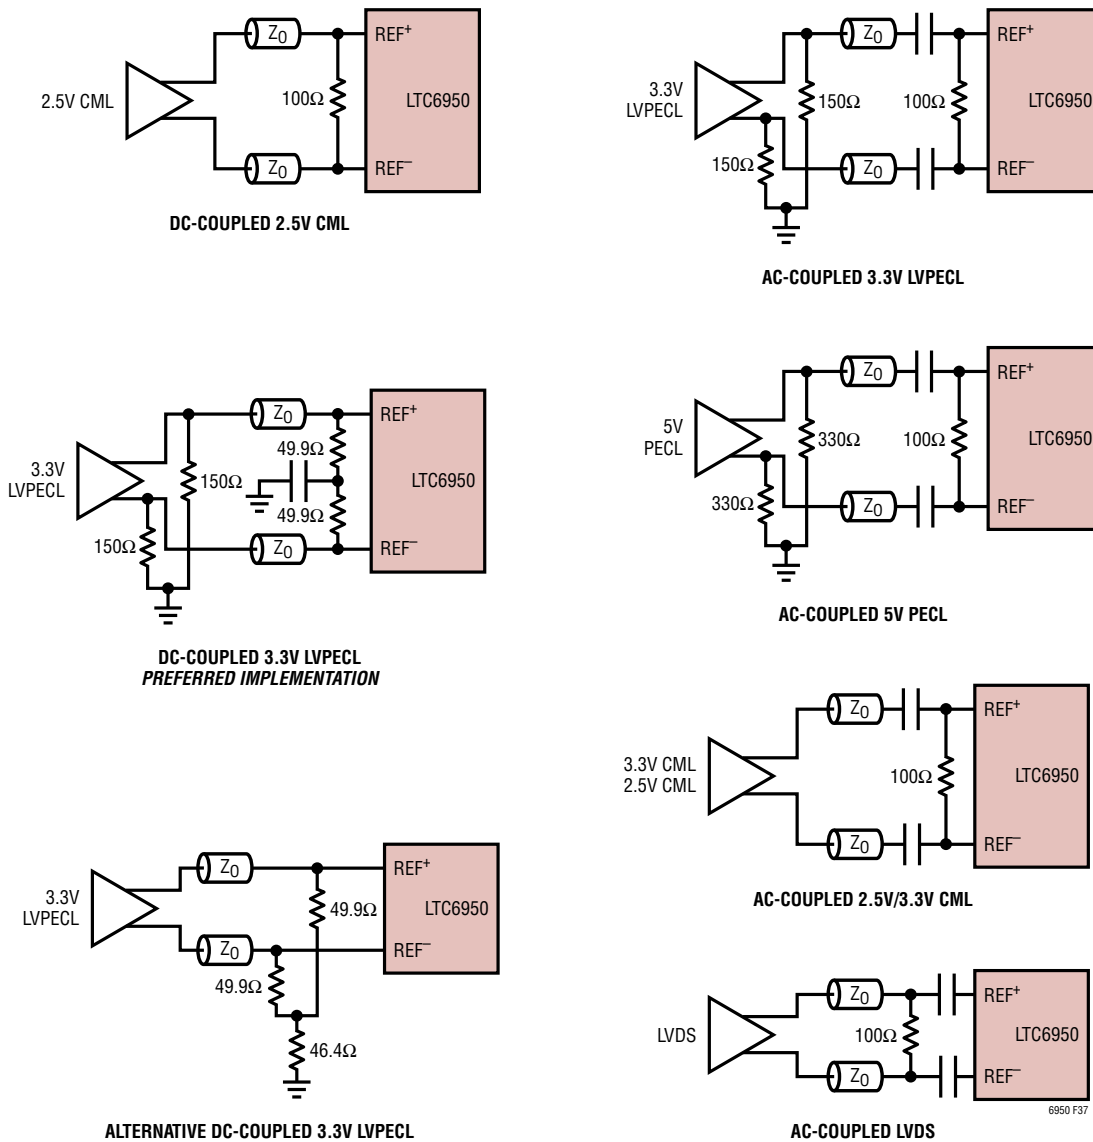 2.5V CML
Z₀
Z₀
100Ω
REF⁺
LTC6950
REF⁻
DC-COUPLED 2.5V CML
3.3V
LVPECL
150Ω
150Ω
Z₀
Z₀
49.9Ω
49.9Ω
REF⁺
LTC6950
REF⁻
DC-COUPLED 3.3V LVPECL
PREFERRED IMPLEMENTATION
3.3V
LVPECL
Z₀
Z₀
49.9Ω
49.9Ω
46.4Ω
REF⁺
LTC6950
REF⁻
ALTERNATIVE DC-COUPLED 3.3V LVPECL
3.3V
LVPECL
150Ω
150Ω
Z₀
Z₀
100Ω
REF⁺
LTC6950
REF⁻
AC-COUPLED 3.3V LVPECL
5V
PECL
330Ω
330Ω
Z₀
Z₀
100Ω
REF⁺
LTC6950
REF⁻
AC-COUPLED 5V PECL
3.3V CML
2.5V CML
Z₀
Z₀
100Ω
REF⁺
LTC6950
REF⁻
AC-COUPLED 2.5V/3.3V CML
LVDS
Z₀
Z₀
100Ω
REF⁺
LTC6950
REF⁻
6950 F37
AC-COUPLED LVDS